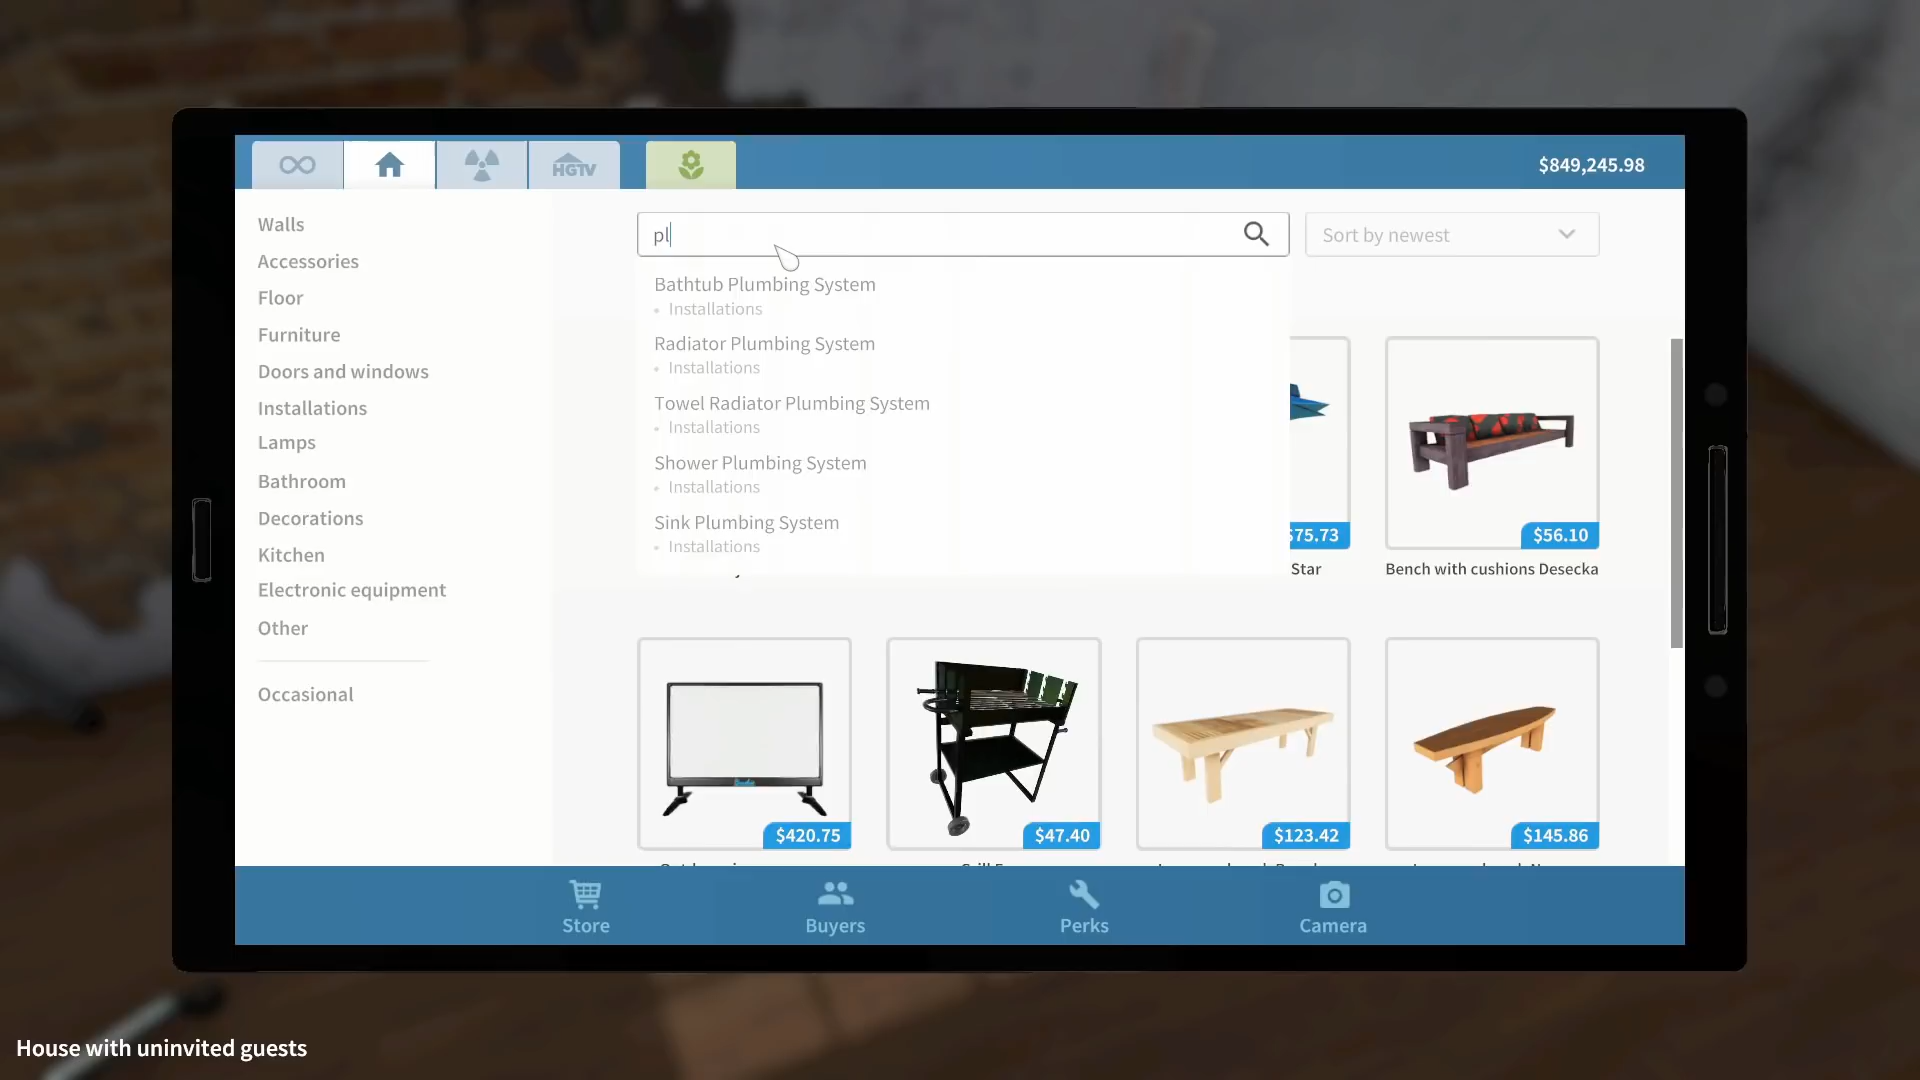 HGTV
$849,245.98
Walls
Accessories
Floor
Furniture
Doors and windows
Installations
Lamps
Bathroom
Decorations
Kitchen
Electronic equipment
Other
Occasional
pl
Sort by newest
Bathtub Plumbing System
• Installations
Radiator Plumbing System
• Installations
Towel Radiator Plumbing System
• Installations
Shower Plumbing System
• Installations
Sink Plumbing System
• Installations
$75.73
$56.10
Star
Bench with cushions Desecka
$420.75
$47.40
$123.42
$145.86
Store
Buyers
Perks
Camera
House with uninvited guests